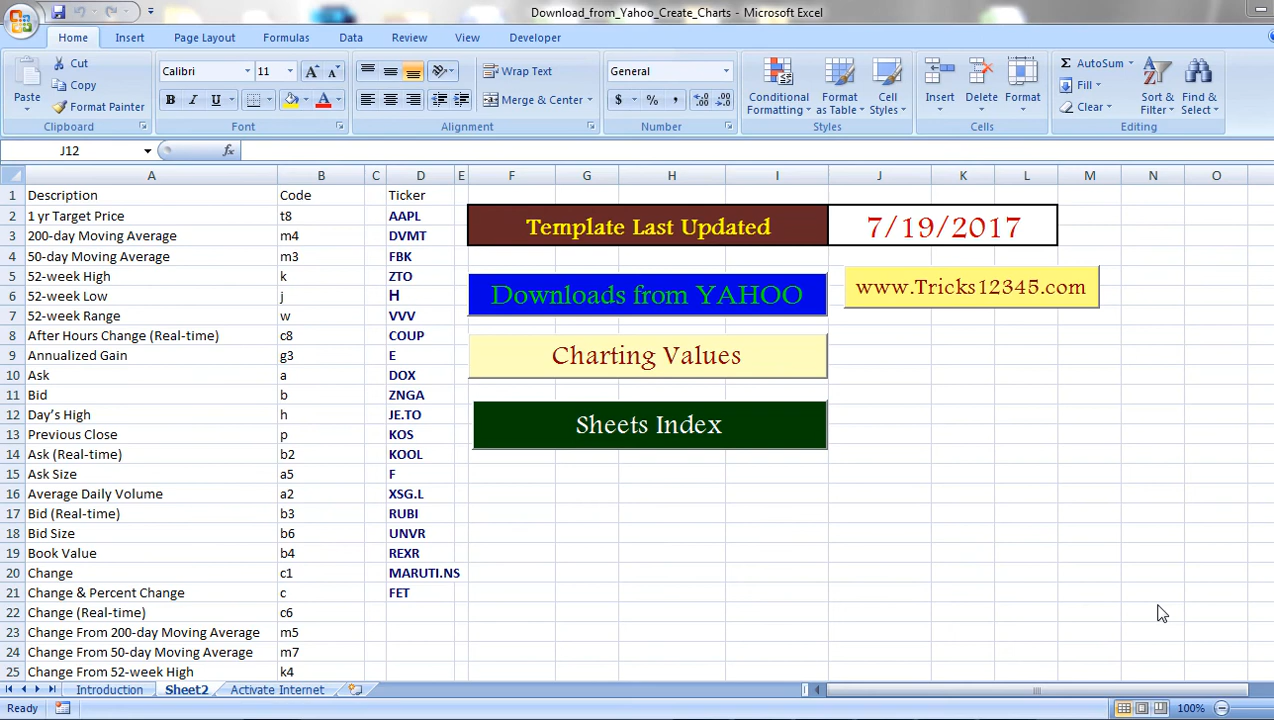 Download_from_Yahoo_Create_Charts - Microsoft Excel
Home Insert Page Layout Formulas Data Review View Developer
Cut Calibri 11 Wrap Text General AutoSum
Copy
Paste Format Painter B I U Merge & Center $ % , Conditional Formatting Format as Table Cell Styles Insert Delete Format Fill Clear Sort & Filter Find & Select
Clipboard Font Alignment Number Styles Cells Editing
J12 fx
A B C D E F G H I J K L M N O
1 Description Code Ticker
2 1 yr Target Price t8 AAPL
Template Last Updated 7/19/2017
3 200-day Moving Average m4 DVMT
4 50-day Moving Average m3 FBK
5 52-week High k ZTO
www.Tricks12345.com
6 52-week Low j H
Downloads from YAHOO
7 52-week Range w VVV
8 After Hours Change (Real-time) c8 COUP
9 Annualized Gain g3 E
Charting Values
10 Ask a DOX
11 Bid b ZNGA
12 Day's High h JE.TO
Sheets Index
13 Previous Close p KOS
14 Ask (Real-time) b2 KOOL
15 Ask Size a5 F
16 Average Daily Volume a2 XSG.L
17 Bid (Real-time) b3 RUBI
18 Bid Size b6 UNVR
19 Book Value b4 REXR
20 Change c1 MARUTI.NS
21 Change & Percent Change c FET
22 Change (Real-time) c6
23 Change From 200-day Moving Average m5
24 Change From 50-day Moving Average m7
25 Change From 52-week High k4
Introduction Sheet2 Activate Internet
Ready 100%